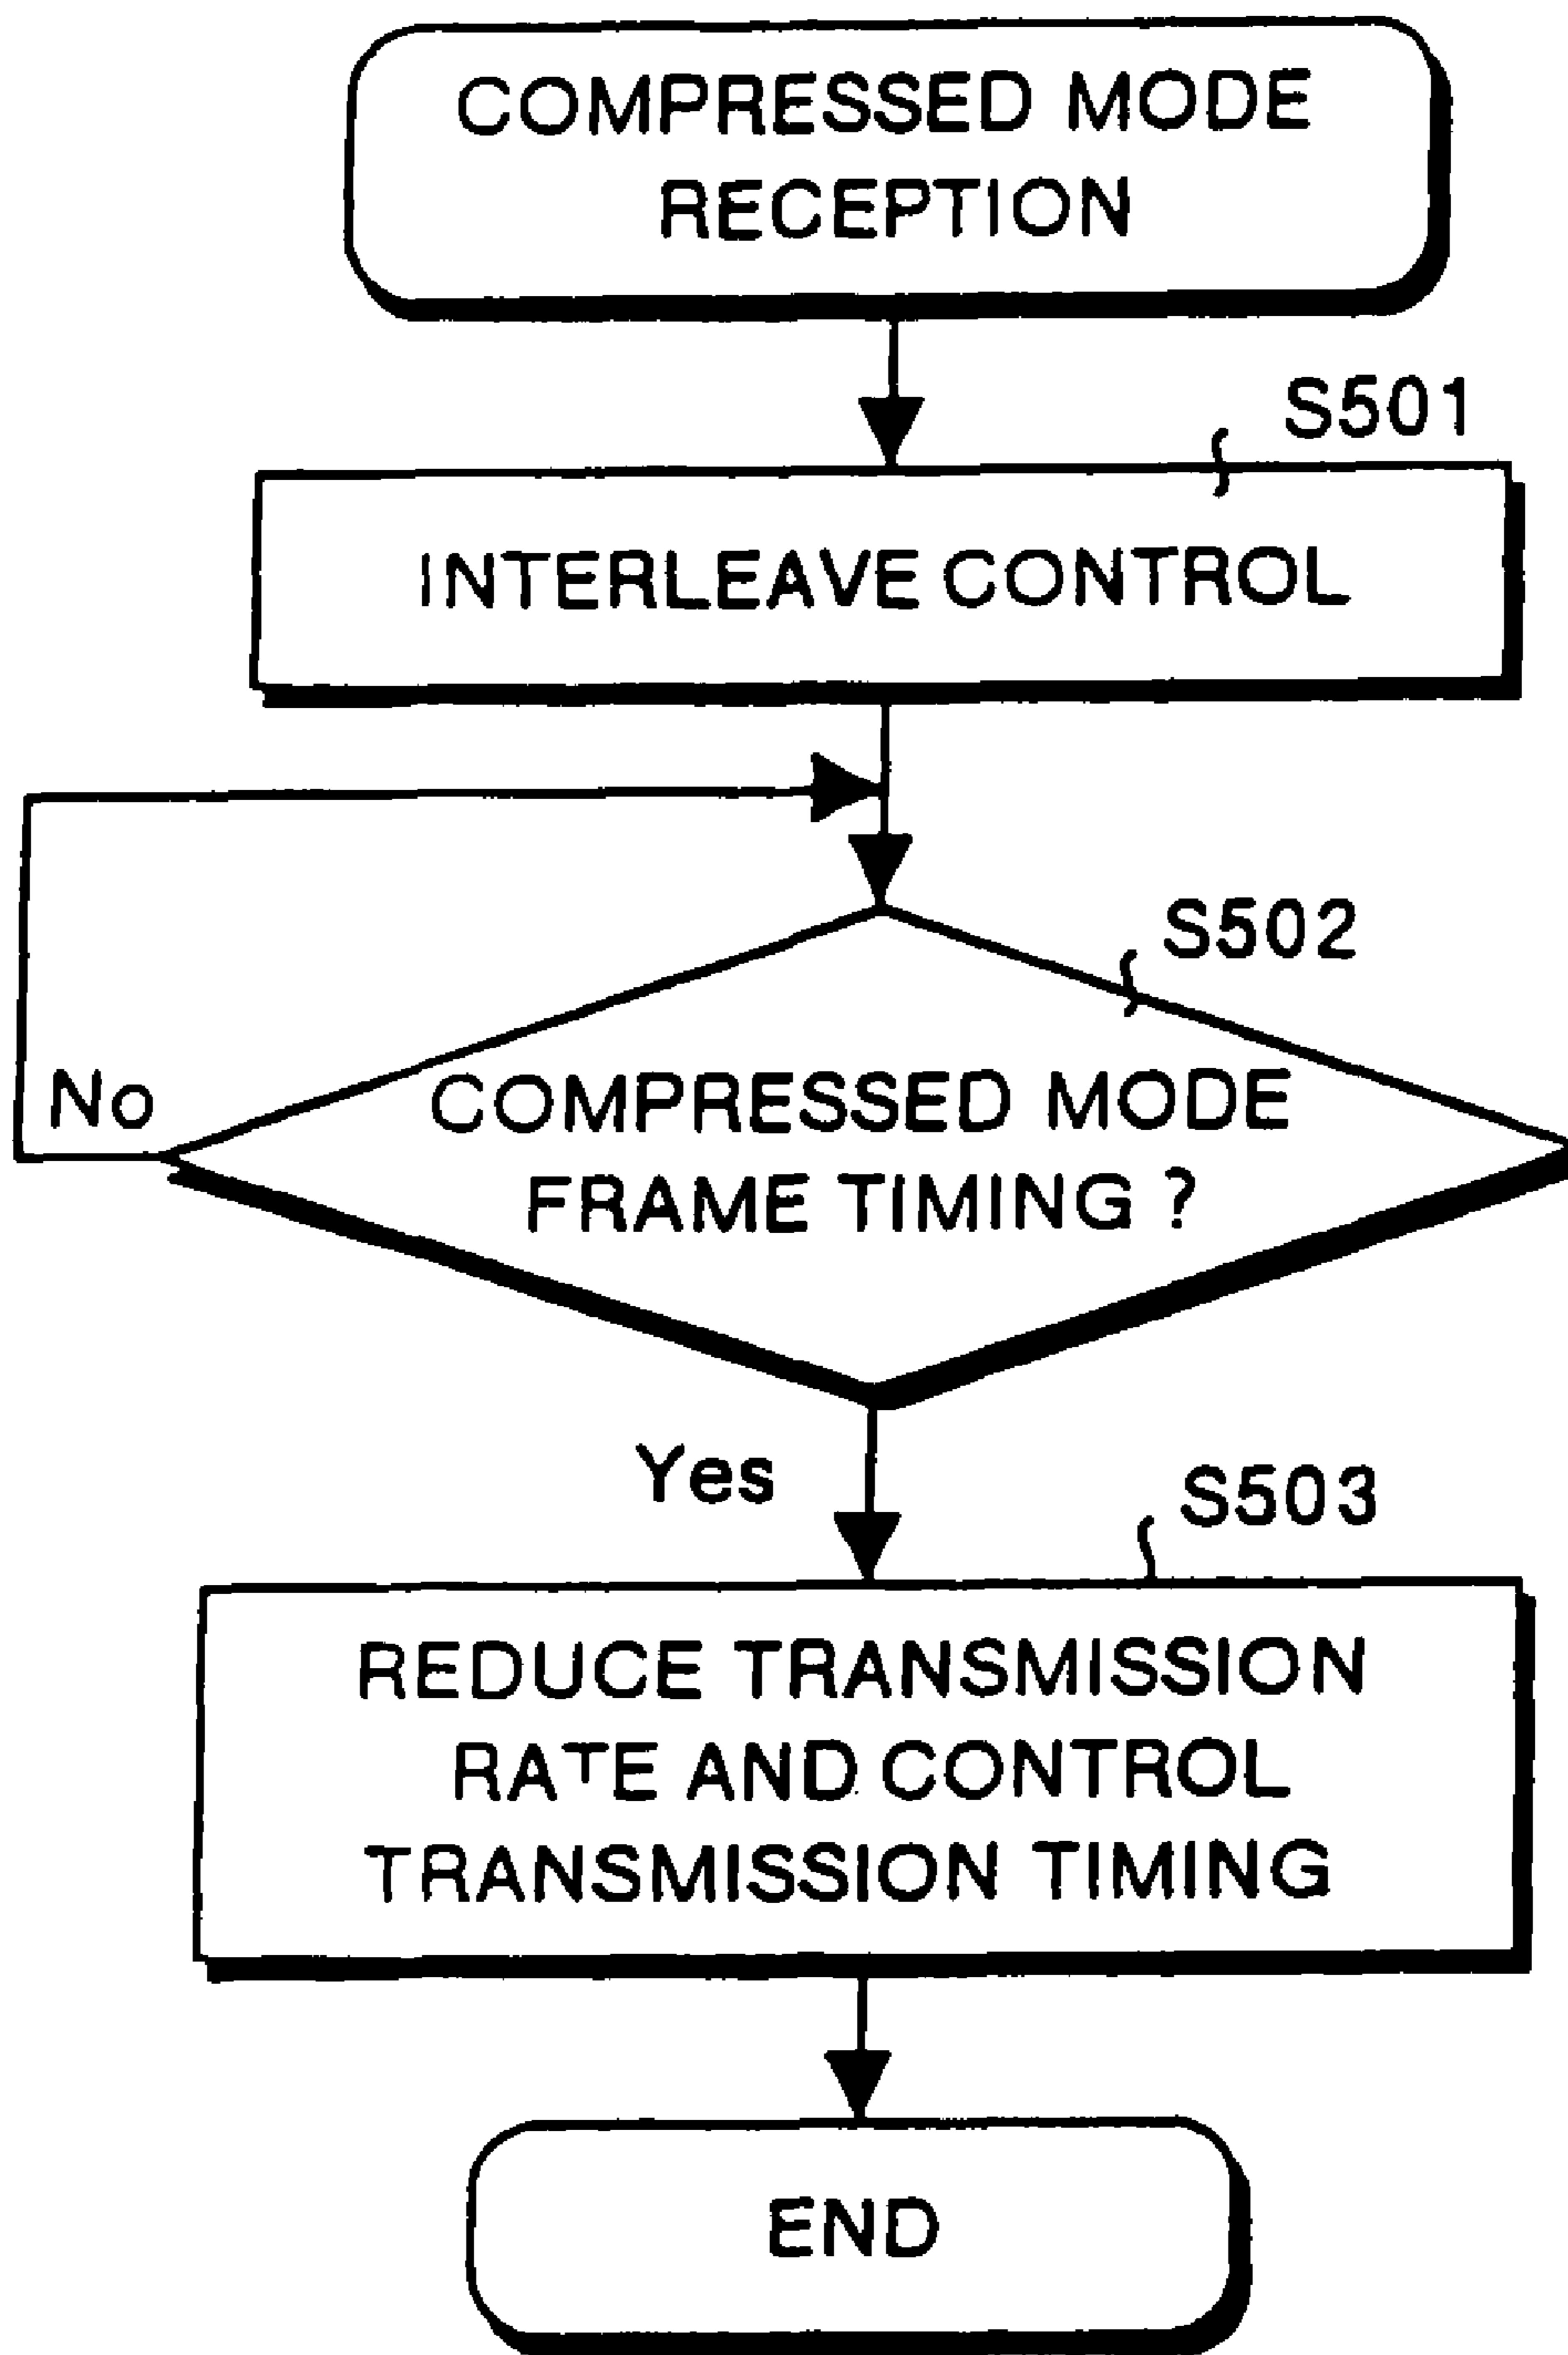 COMPRESSED MODE
RECEPTION
S501
INTERLEAVE CONTROL
S502
No
COMPRESSED MODE
FRAME TIMING ?
Yes
S503
REDUCE TRANSMISSION
RATE AND CONTROL
TRANSMISSION TIMING
END